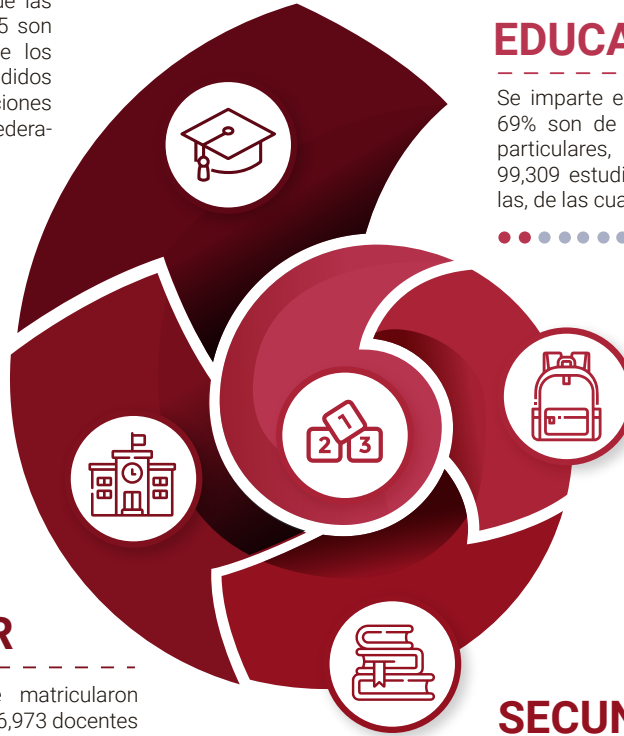 5 son
e los
didos
ciones
edera-
EDUCA
Se imparte e
69% son de
particulares,
99,309 estudi
las, de las cua
1
2 3
R
e matricularon
6,973 docentes
SECUN